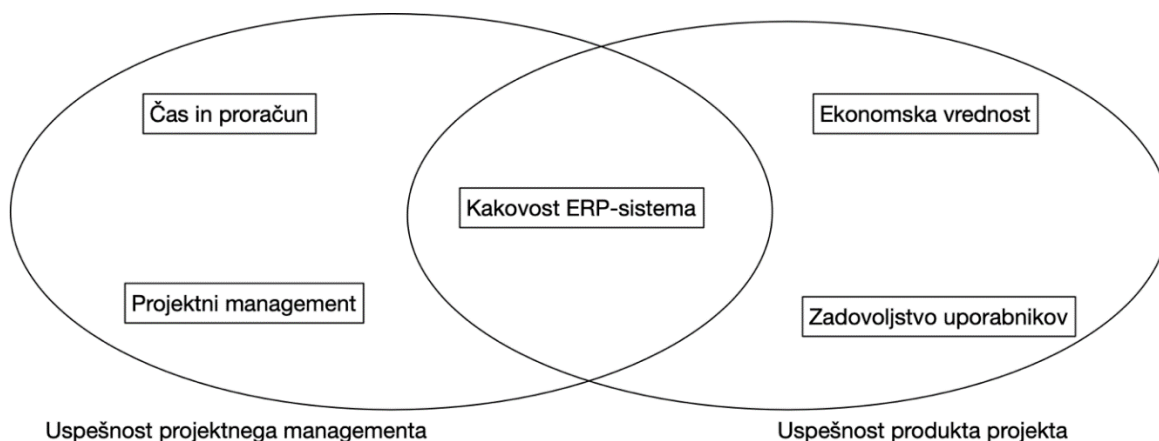 Čas in proračun
Ekonomska vrednost
Kakovost ERP-sistema
Projektni management
Zadovoljstvo uporabnikov
Uspešnost projektnega managementa
Uspešnost produkta projekta